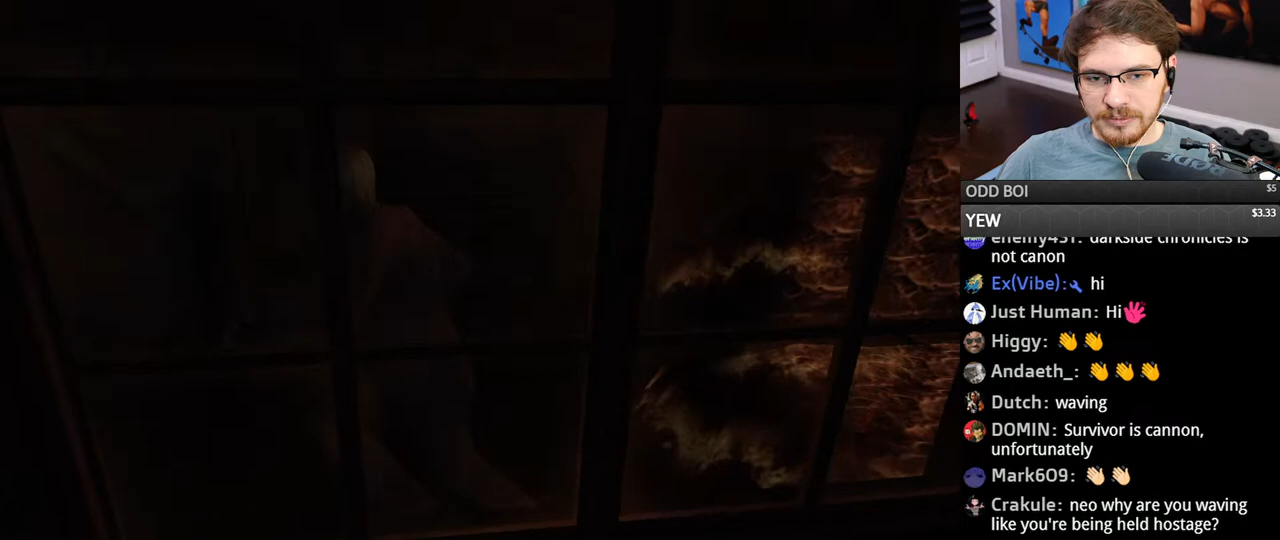 ODD BOI $5
YEW $3.33
enemy431: darkside chronicles is
not canon
Ex(Vibe): hi
Just Human: Hi
Higgy: 👋👋
Andaeth_: 👋👋👋
Dutch: waving
DOMIN: Survivor is cannon,
unfortunately
Mark609: 👋🏻👋🏻
Crakule: neo why are you waving
like you're being held hostage?